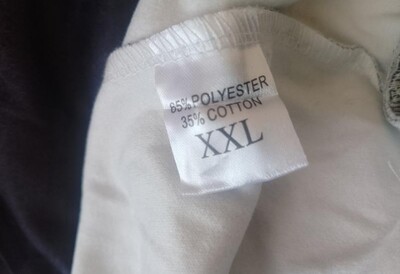 65% POLYESTER
35% COTTON
XXL